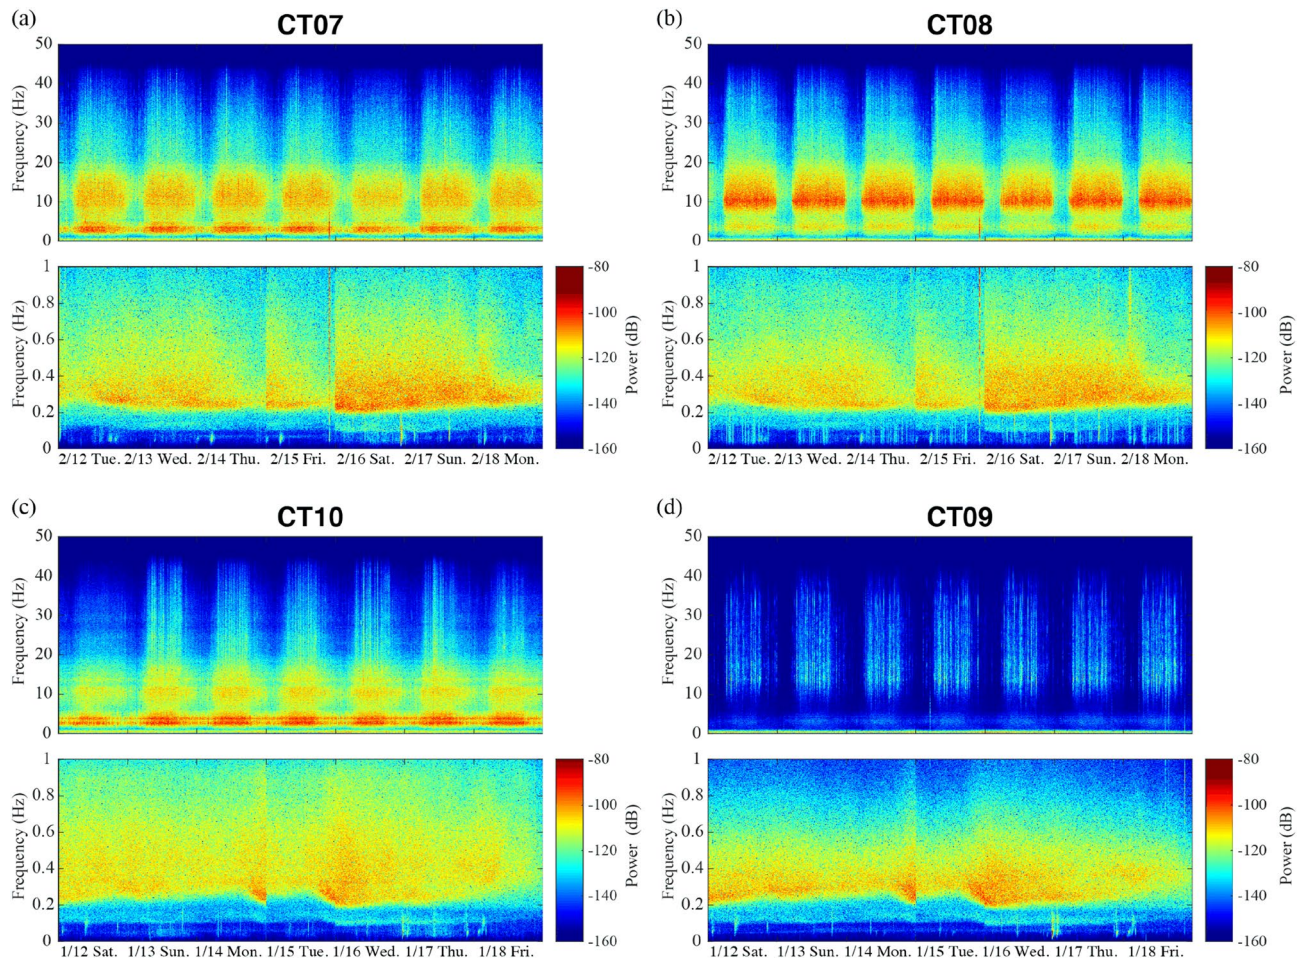 (a)
CT07
50
40
30
20
10
0
Frequency (Hz)
1
0.8
0.6
0.4
0.2
0
Frequency (Hz)
2/12 Tue. 2/13 Wed. 2/14 Thu. 2/15 Fri. 2/16 Sat. 2/17 Sun. 2/18 Mon.
-80
-100
-120
-140
-160
Power (dB)
(b)
CT08
50
40
30
20
10
0
Frequency (Hz)
1
0.8
0.6
0.4
0.2
0
Frequency (Hz)
2/12 Tue. 2/13 Wed. 2/14 Thu. 2/15 Fri. 2/16 Sat. 2/17 Sun. 2/18 Mon.
-80
-100
-120
-140
-160
Power (dB)
(c)
CT10
50
40
30
20
10
0
Frequency (Hz)
1
0.8
0.6
0.4
0.2
0
Frequency (Hz)
1/12 Sat. 1/13 Sun. 1/14 Mon. 1/15 Tue. 1/16 Wed. 1/17 Thu. 1/18 Fri.
-80
-100
-120
-140
-160
Power (dB)
(d)
CT09
50
40
30
20
10
0
Frequency (Hz)
1
0.8
0.6
0.4
0.2
0
Frequency (Hz)
1/12 Sat. 1/13 Sun. 1/14 Mon. 1/15 Tue. 1/16 Wed. 1/17 Thu. 1/18 Fri.
-80
-100
-120
-140
-160
Power (dB)